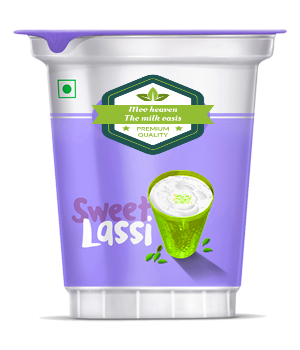 Moo heaven
The milk oasis
PREMIUM
QUALITY
Sweet
Lassi